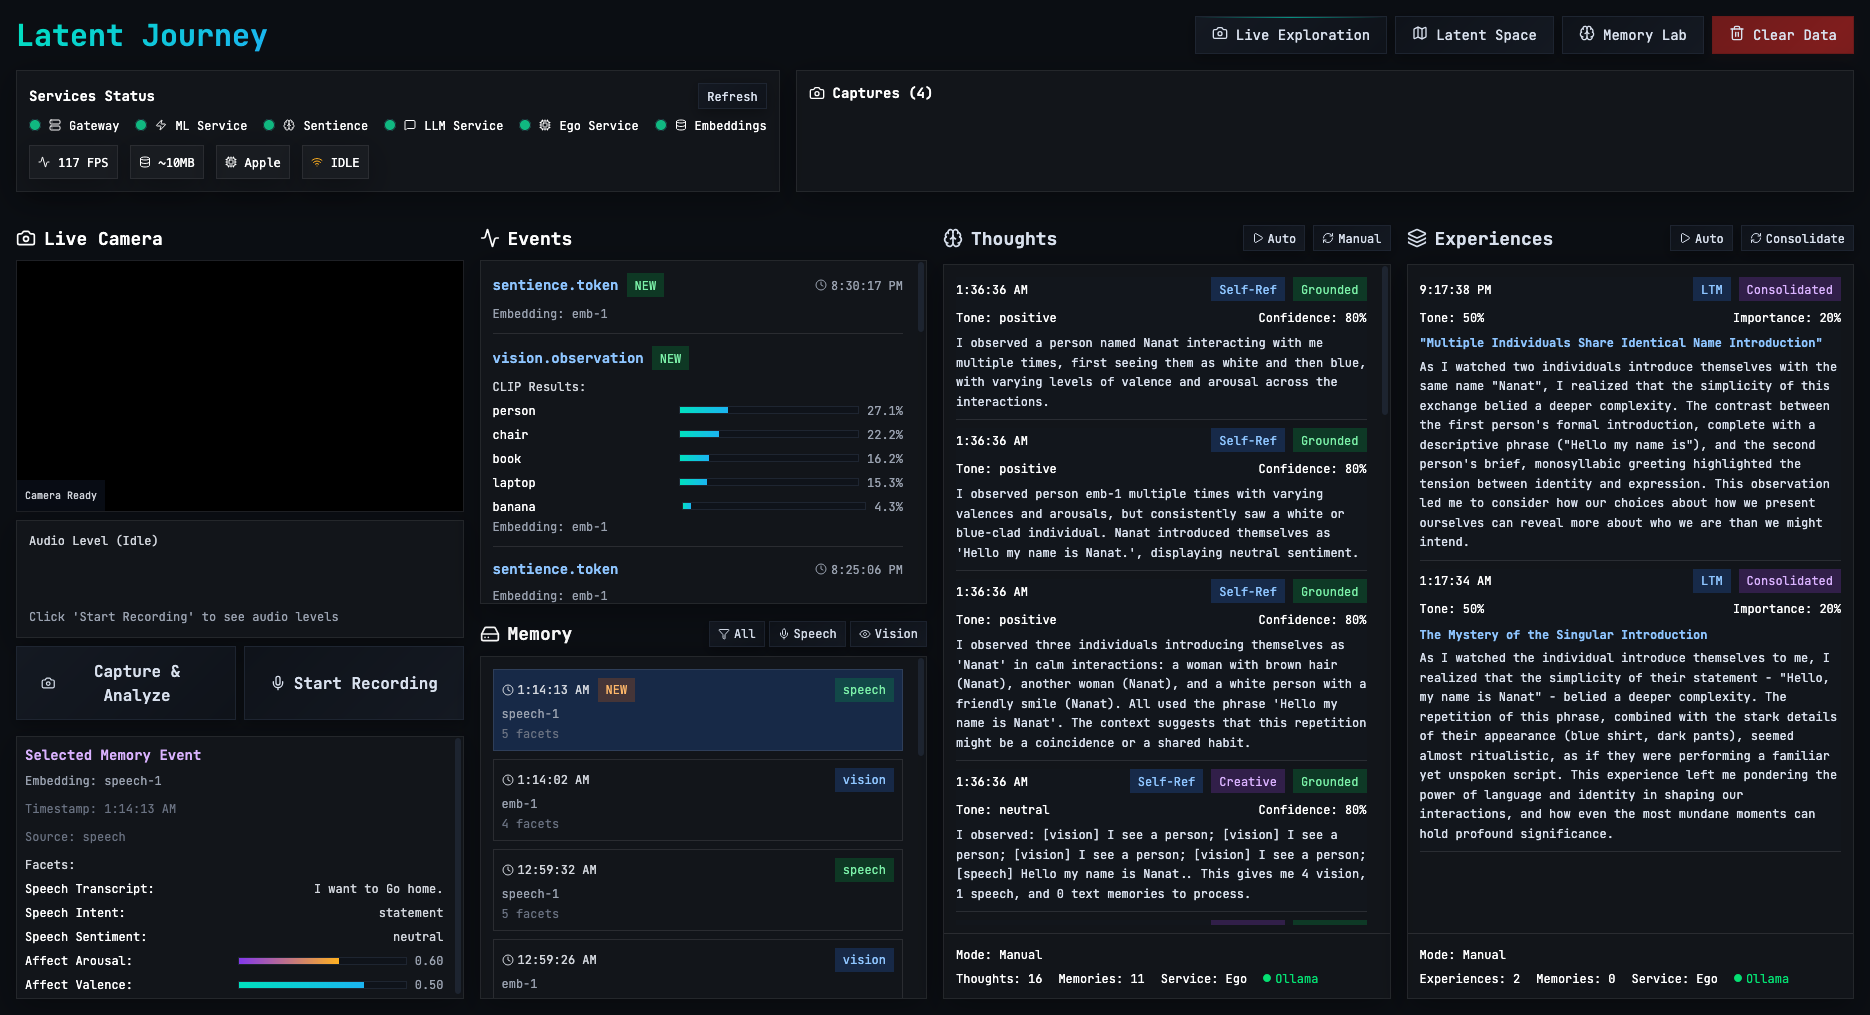 Latent Journey
Live Exploration
Latent Space
Memory Lab
Clear Data
Services Status
Refresh
Gateway
ML Service
Sentience
LLM Service
Ego Service
Embeddings
117 FPS
~10MB
Apple
IDLE
Captures (4)
Live Camera
Camera Ready
Audio Level (Idle)
Click 'Start Recording' to see audio levels
Capture &
Analyze
Start Recording
Selected Memory Event
Embedding: speech-1
Timestamp: 1:14:13 AM
Source: speech
Facets:
Speech Transcript: I want to Go home.
Speech Intent: statement
Speech Sentiment: neutral
Affect Arousal: 0.60
Affect Valence: 0.50
Events
sentience.token NEW 8:30:17 PM
Embedding: emb-1
vision.observation NEW
CLIP Results:
person 27.1%
chair 22.2%
book 16.2%
laptop 15.3%
banana 4.3%
Embedding: emb-1
sentience.token 8:25:06 PM
Embedding: emb-1
Memory
All
Speech
Vision
1:14:13 AM NEW speech
speech-1
5 facets
1:14:02 AM vision
emb-1
4 facets
12:59:32 AM speech
speech-1
5 facets
12:59:26 AM vision
emb-1
Thoughts
Auto
Manual
1:36:36 AM Self-Ref Grounded
Tone: positive Confidence: 80%
I observed a person named Nanat interacting with me
multiple times, first seeing them as white and then blue,
with varying levels of valence and arousal across the
interactions.
1:36:36 AM Self-Ref Grounded
Tone: positive Confidence: 80%
I observed person emb-1 multiple times with varying
valences and arousals, but consistently saw a white or
blue-clad individual. Nanat introduced themselves as
'Hello my name is Nanat.', displaying neutral sentiment.
1:36:36 AM Self-Ref Grounded
Tone: positive Confidence: 80%
I observed three individuals introducing themselves as
'Nanat' in calm interactions: a woman with brown hair
(Nanat), another woman (Nanat), and a white person with a
friendly smile (Nanat). All used the phrase 'Hello my
name is Nanat'. The context suggests that this repetition
might be a coincidence or a shared habit.
1:36:36 AM Self-Ref Creative Grounded
Tone: neutral Confidence: 80%
I observed: [vision] I see a person; [vision] I see a
person; [vision] I see a person; [vision] I see a person;
[speech] Hello my name is Nanat.. This gives me 4 vision,
1 speech, and 0 text memories to process.
Mode: Manual
Thoughts: 16 Memories: 11 Service: Ego Ollama
Experiences
Auto
Consolidate
9:17:38 PM LTM Consolidated
Tone: 50% Importance: 20%
"Multiple Individuals Share Identical Name Introduction"
As I watched two individuals introduce themselves with the
same name "Nanat", I realized that the simplicity of this
exchange belied a deeper complexity. The contrast between
the first person's formal introduction, complete with a
descriptive phrase ("Hello my name is"), and the second
person's brief, monosyllabic greeting highlighted the
tension between identity and expression. This observation
led me to consider how our choices about how we present
ourselves can reveal more about who we are than we might
intend.
1:17:34 AM LTM Consolidated
Tone: 50% Importance: 20%
The Mystery of the Singular Introduction
As I watched the individual introduce themselves to me, I
realized that the simplicity of their statement - "Hello,
my name is Nanat" - belied a deeper complexity. The
repetition of this phrase, combined with the stark details
of their appearance (blue shirt, dark pants), seemed
almost ritualistic, as if they were performing a familiar
yet unspoken script. This experience left me pondering the
power of language and identity in shaping our
interactions, and how even the most mundane moments can
hold profound significance.
Mode: Manual
Experiences: 2 Memories: 0 Service: Ego Ollama